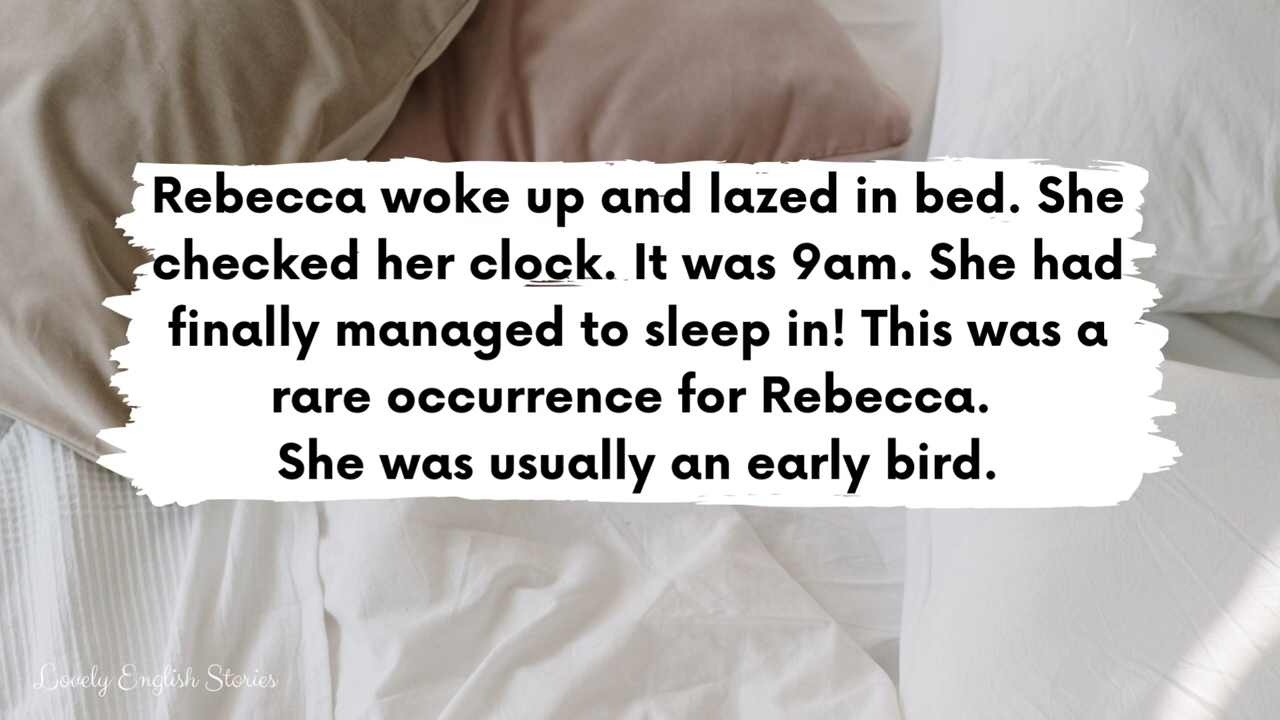 Rebecca woke up and lazed in bed. She
checked her clock. It was 9am. She had
finally managed to sleep in! This was a
rare occurrence for Rebecca.
She was usually an early bird.
Lovely English Stories